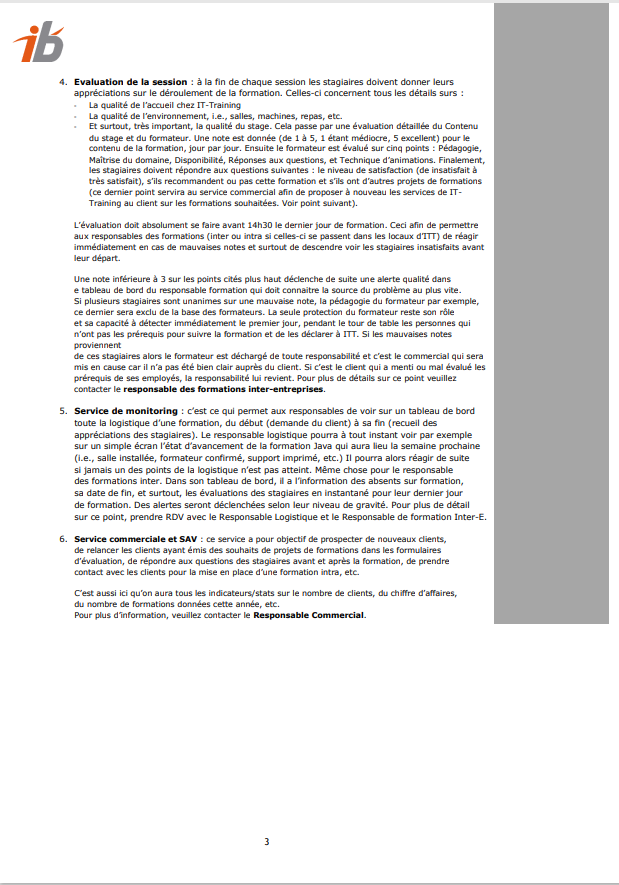 ib
4. Evaluation de la session : à la fin de chaque session les stagiaires doivent donner leurs
appréciations sur le déroulement de la formation. Celles-ci concernent tous les détails surs :
- La qualité de l'accueil chez IT-Training
- La qualité de l'environnement, i.e., salles, machines, repas, etc.
- Et surtout, très important, la qualité du stage. Cela passe par une évaluation détaillée du Contenu
du stage et du formateur. Une note est donnée (de 1 à 5, 1 étant médiocre, 5 excellent) pour le
contenu de la formation, jour par jour. Ensuite le formateur est évalué sur cinq points : Pédagogie,
Maîtrise du domaine, Disponibilité, Réponses aux questions, et Technique d'animations. Finalement,
les stagiaires doivent répondre aux questions suivantes : le niveau de satisfaction (de insatisfait à
très satisfait), s'ils recommandent ou pas cette formation et s'ils ont d'autres projets de formations
(ce dernier point servira au service commercial afin de proposer à nouveau les services de IT-
Training au client sur les formations souhaitées. Voir point suivant).
L'évaluation doit absolument se faire avant 14h30 le dernier jour de formation. Ceci afin de permettre
aux responsables des formations (inter ou intra si celles-ci se passent dans les locaux d'ITT) de réagir
immédiatement en cas de mauvaises notes et surtout de descendre voir les stagiaires insatisfaits avant
leur départ.
Une note inférieure à 3 sur les points cités plus haut déclenche de suite une alerte qualité dans
e tableau de bord du responsable formation qui doit connaitre la source du problème au plus vite.
Si plusieurs stagiaires sont unanimes sur une mauvaise note, la pédagogie du formateur par exemple,
ce dernier sera exclu de la base des formateurs. La seule protection du formateur reste son rôle
et sa capacité à détecter immédiatement le premier jour, pendant le tour de table les personnes qui
n'ont pas les prérequis pour suivre la formation et de les déclarer à ITT. Si les mauvaises notes
proviennent
de ces stagiaires alors le formateur est déchargé de toute responsabilité et c'est le commercial qui sera
mis en cause car il n'a pas été bien clair auprès du client. Si c'est le client qui a menti ou mal évalué les
prérequis de ses employés, la responsabilité lui revient. Pour plus de détails sur ce point veuillez
contacter le responsable des formations inter-entreprises.
5. Service de monitoring : c'est ce qui permet aux responsables de voir sur un tableau de bord
toute la logistique d'une formation, du début (demande du client) à sa fin (recueil des
appréciations des stagiaires). Le responsable logistique pourra à tout instant voir par exemple
sur un simple écran l'état d'avancement de la formation Java qui aura lieu la semaine prochaine
(i.e., salle installée, formateur confirmé, support imprimé, etc.) Il pourra alors réagir de suite
si jamais un des points de la logistique n'est pas atteint. Même chose pour le responsable
des formations inter. Dans son tableau de bord, il a l'information des absents sur formation,
sa date de fin, et surtout, les évaluations des stagiaires en instantané pour leur dernier jour
de formation. Des alertes seront déclenchées selon leur niveau de gravité. Pour plus de détail
sur ce point, prendre RDV avec le Responsable Logistique et le Responsable de formation Inter-E.
6. Service commerciale et SAV : ce service a pour objectif de prospecter de nouveaux clients,
de relancer les clients ayant émis des souhaits de projets de formations dans les formulaires
d'évaluation, de répondre aux questions des stagiaires avant et après la formation, de prendre
contact avec les clients pour la mise en place d'une formation intra, etc.
C'est aussi ici qu'on aura tous les indicateurs/stats sur le nombre de clients, du chiffre d'affaires,
du nombre de formations données cette année, etc.
Pour plus d'information, veuillez contacter le Responsable Commercial.
3